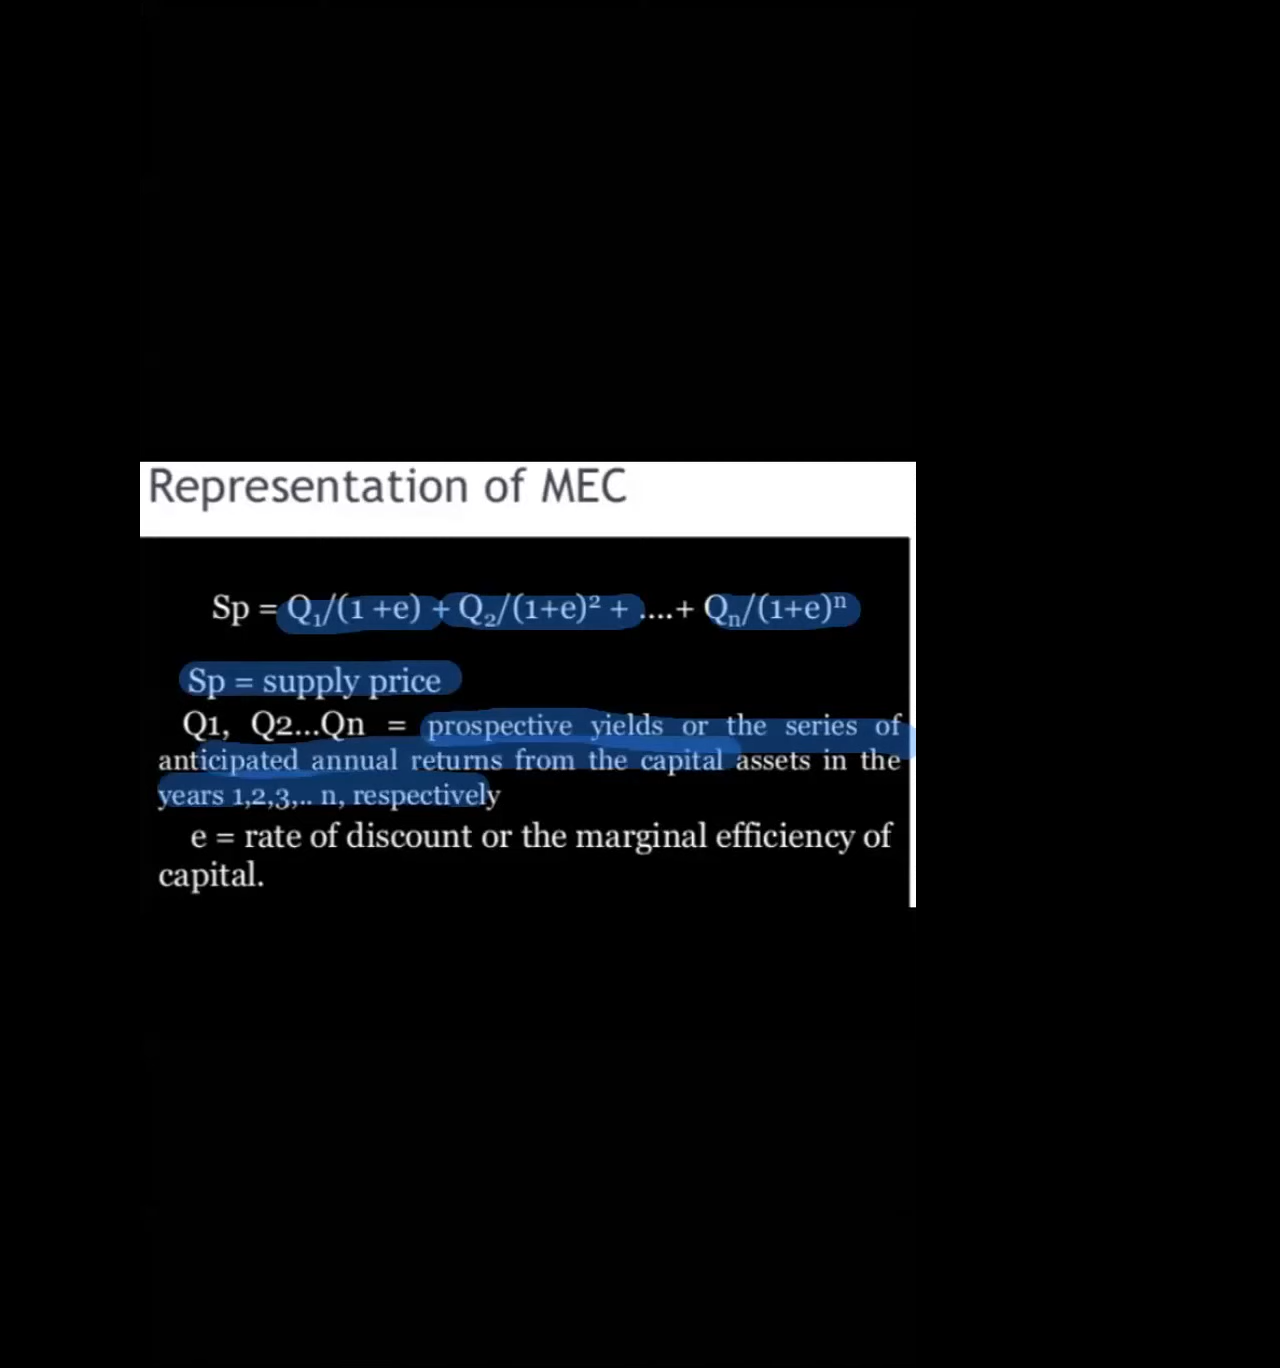 Representation of MEC
Sp = Q₁/(1 +e) + Q₂/(1+e)² + ....+ Qₙ/(1+e)ⁿ
Sp = supply price
Q1, Q2...Qn = prospective yields or the series of
anticipated annual returns from the capital assets in the
years 1,2,3,.. n, respectively
e = rate of discount or the marginal efficiency of
capital.